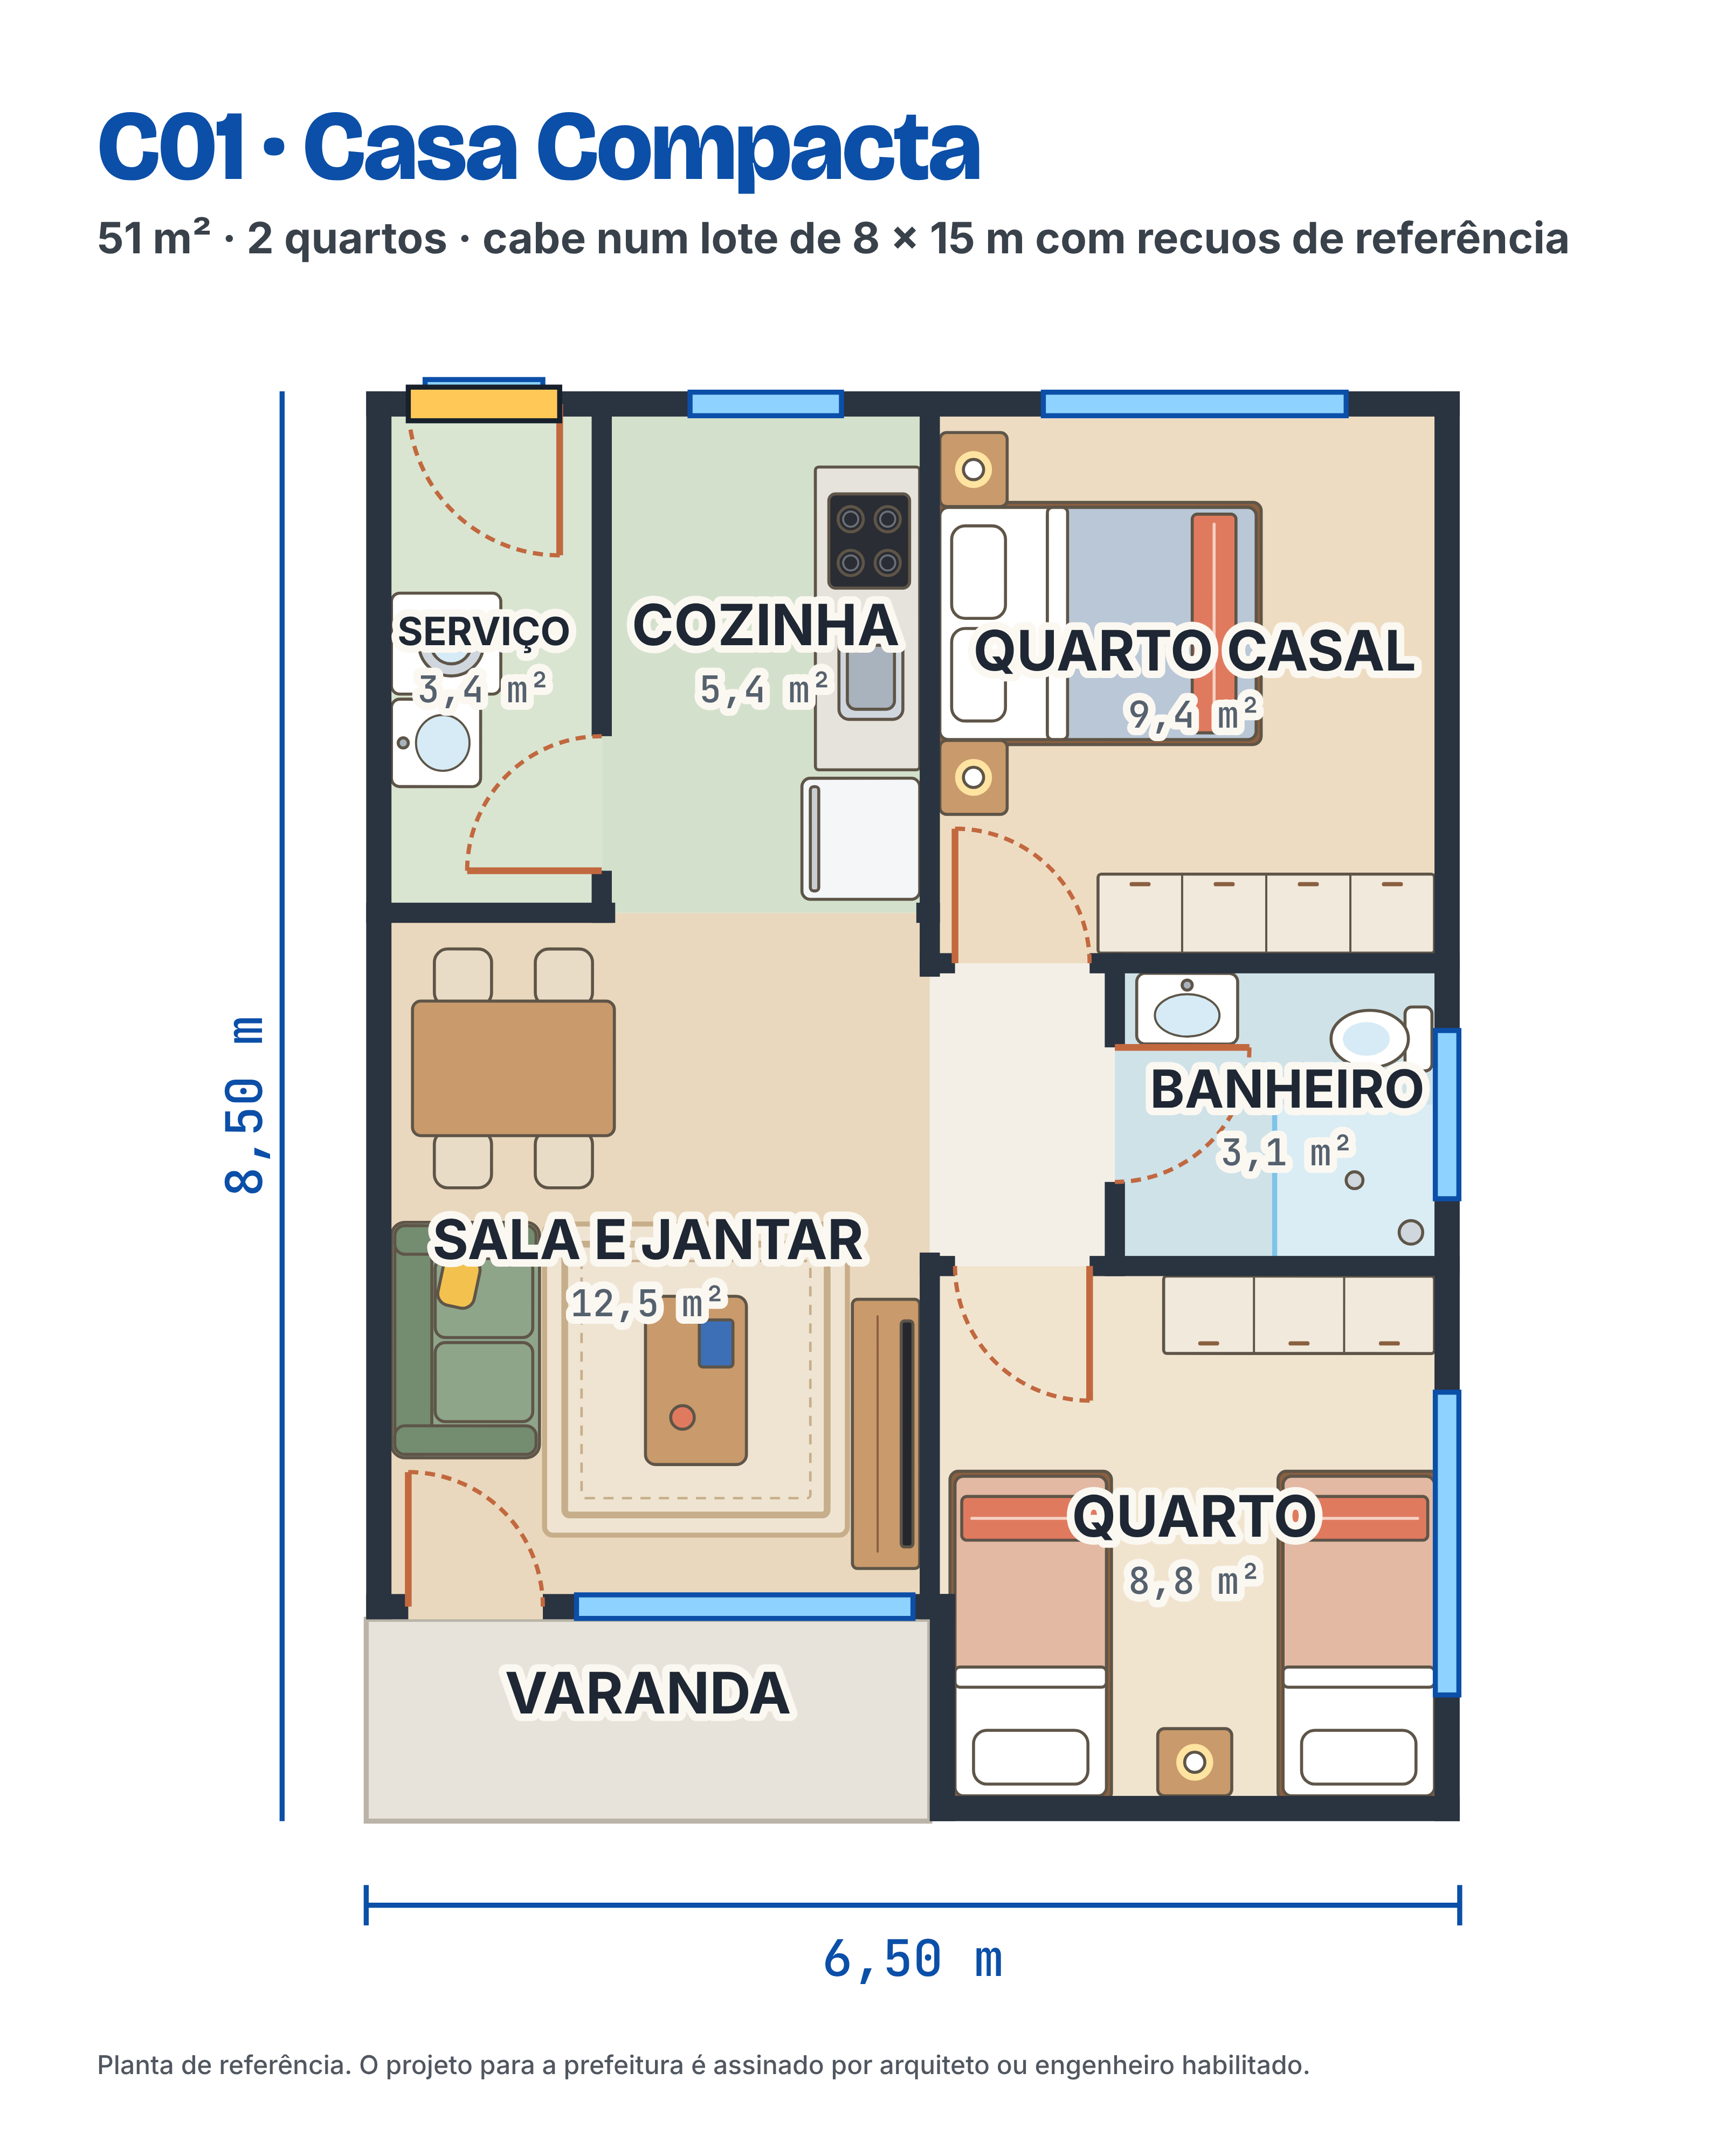 C01 · Casa Compacta
51 m² · 2 quartos · cabe num lote de 8 × 15 m com recuos de referência
SERVIÇO
3,4 m²
COZINHA
5,4 m²
QUARTO CASAL
9,4 m²
BANHEIRO
3,1 m²
8,50 m
SALA E JANTAR
12,5 m²
QUARTO
8,8 m²
VARANDA
6,50 m
Planta de referência. O projeto para a prefeitura é assinado por arquiteto ou engenheiro habilitado.